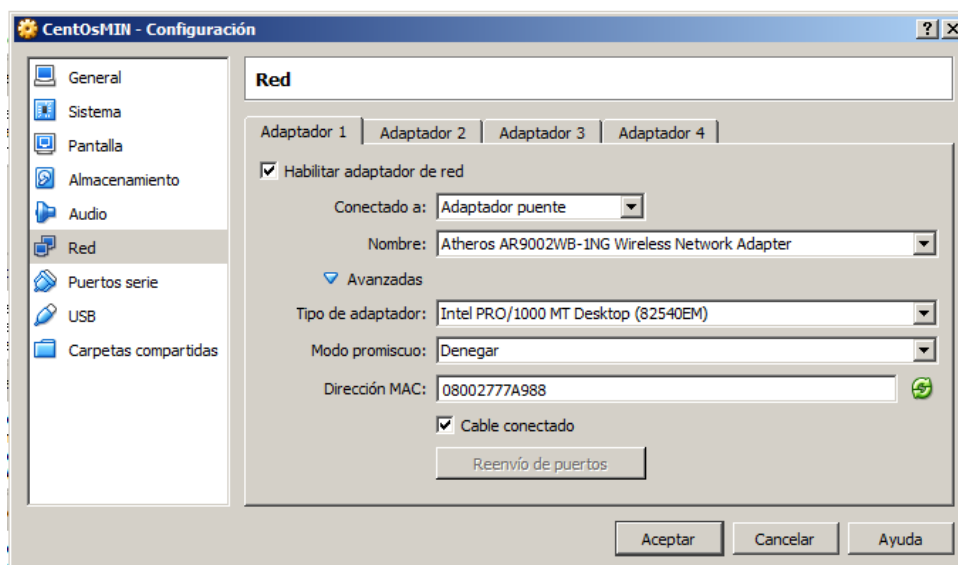 CentOsMIN - Configuración
General
Sistema
Pantalla
Almacenamiento
Audio
Red
Puertos serie
USB
Carpetas compartidas
Red
Adaptador 1 Adaptador 2 Adaptador 3 Adaptador 4
Habilitar adaptador de red
Conectado a: Adaptador puente
Nombre: Atheros AR9002WB-1NG Wireless Network Adapter
Avanzadas
Tipo de adaptador: Intel PRO/1000 MT Desktop (82540EM)
Modo promiscuo: Denegar
Dirección MAC: 08002777A988
Cable conectado
Reenvío de puertos
Aceptar Cancelar Ayuda